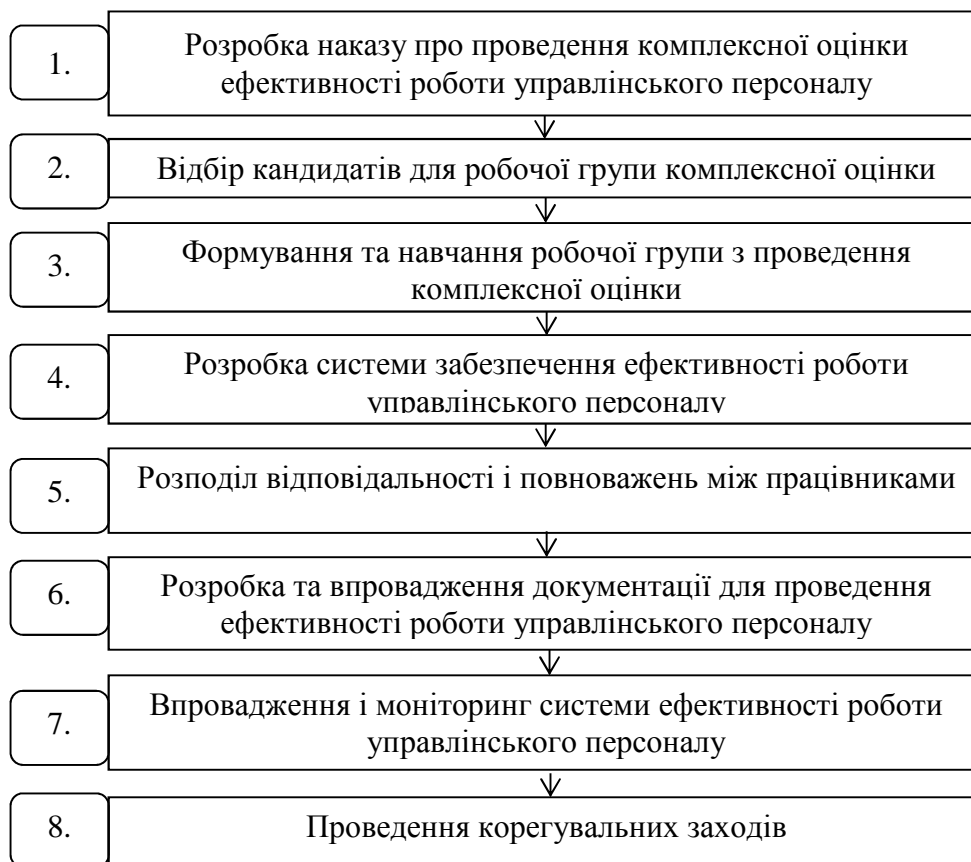 1.
Розробка наказу про проведення комплексної оцінки
ефективності роботи управлінського персоналу
2.
Відбір кандидатів для робочої групи комплексної оцінки
3.
Формування та навчання робочої групи з проведення
комплексної оцінки
4.
Розробка системи забезпечення ефективності роботи
управлінського персоналу
5.
Розподіл відповідальності і повноважень між працівниками
6.
Розробка та впровадження документації для проведення
ефективності роботи управлінського персоналу
7.
Впровадження і моніторинг системи ефективності роботи
управлінського персоналу
8.
Проведення корегувальних заходів